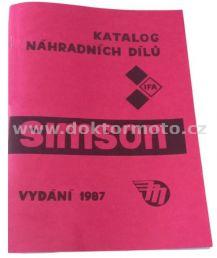 KATALOG
NÁHRADNÍCH DÍLŮ
IFA
Simson
www.doktormoto.cz
VYDÁNÍ 1987